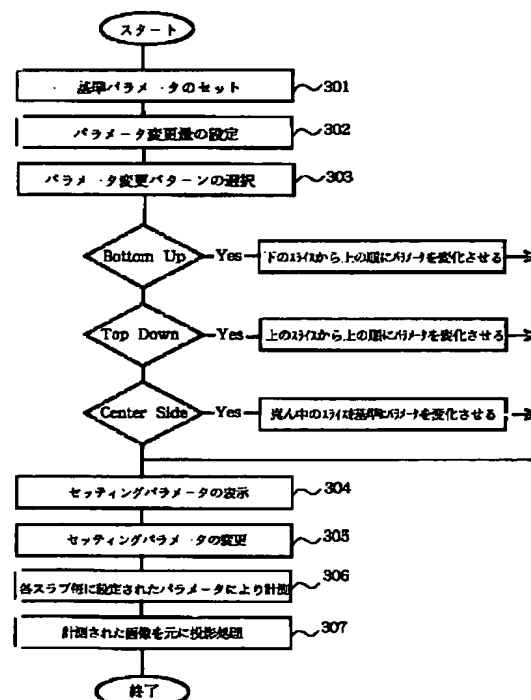 スタート
基準パラメータのセット 301
パラメータ変更量の設定 302
パラメータ変更パターンの選択 303
Bottom Up Yes 下のスライスから上の順にパラメータを変化させる
Top Down Yes 上のスライスから上の順にパラメータを変化させる
Center Side Yes 真ん中のスライスを基準にパラメータを変化させる
セッティングパラメータの表示 304
セッティングパラメータの変更 305
各スラブ毎に設定されたパラメータにより計測 306
計測された画像を元に投影処理 307
終了